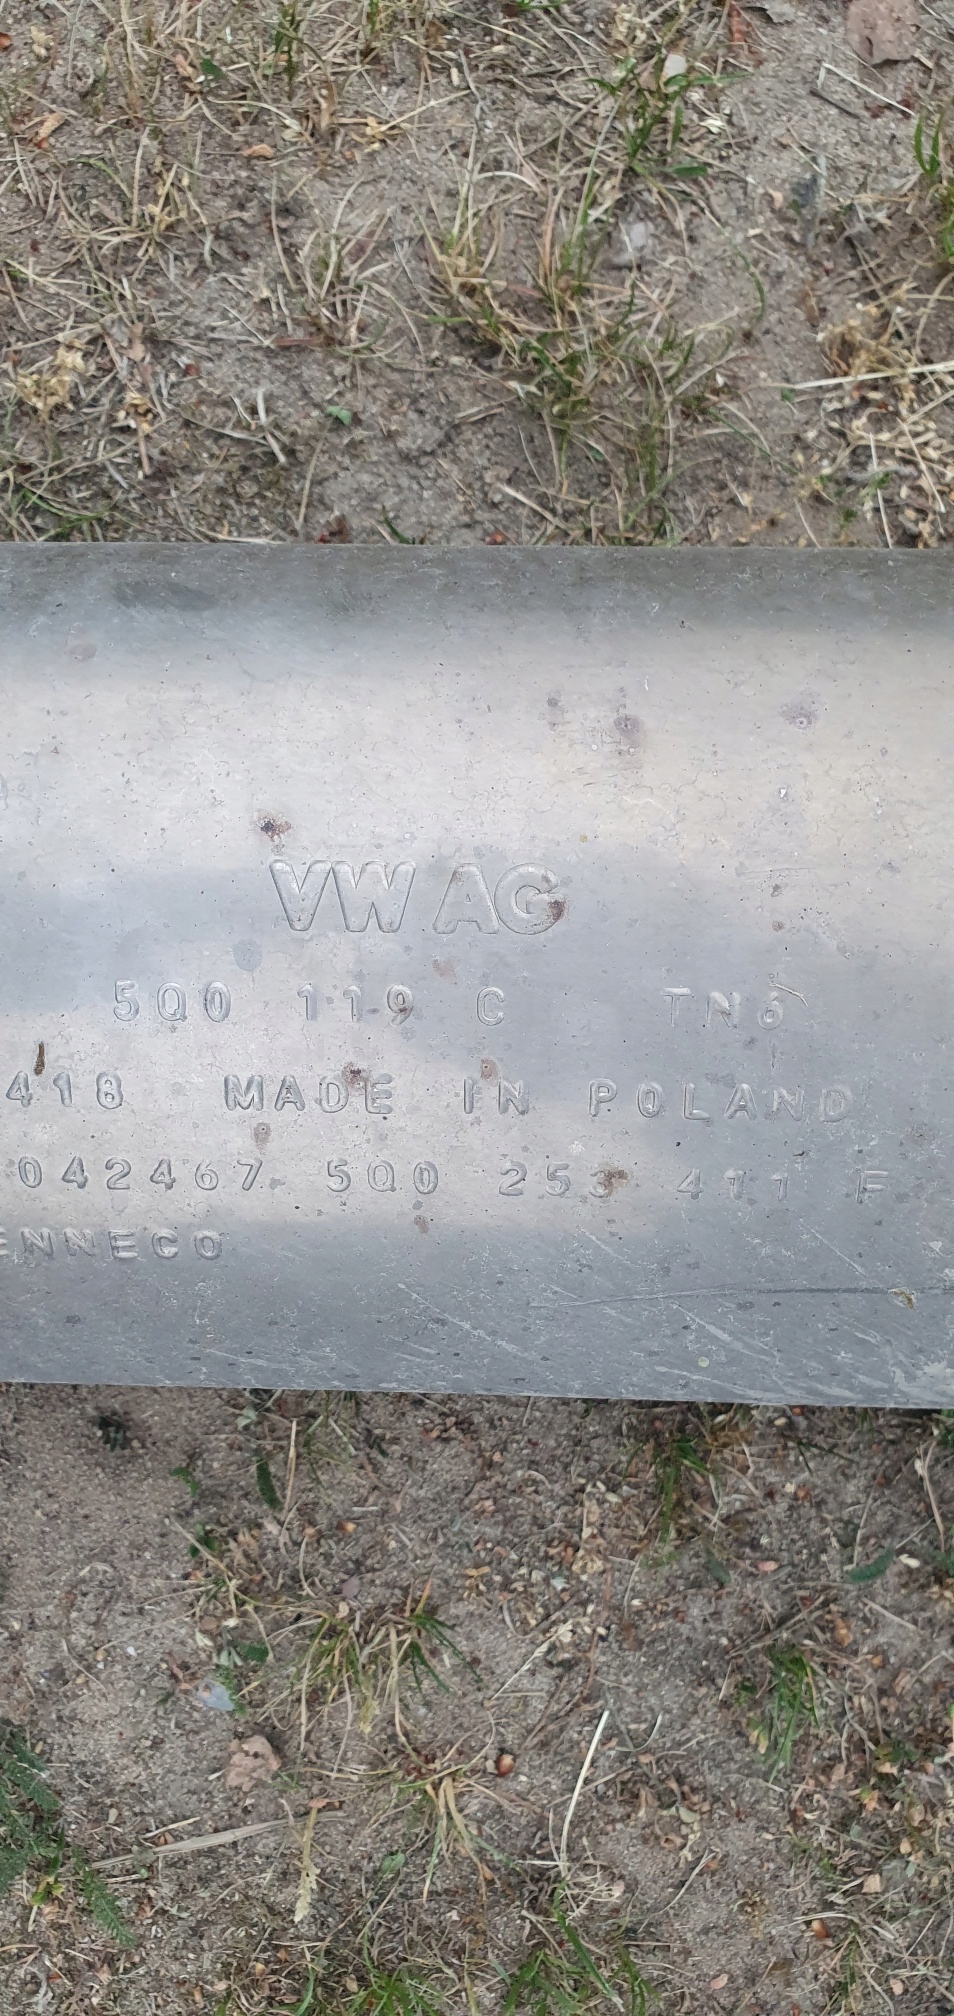 VW AG
5Q0 119 C TN6
418 MADE IN POLAND
042467 5Q0 253 411 F
ENNECO